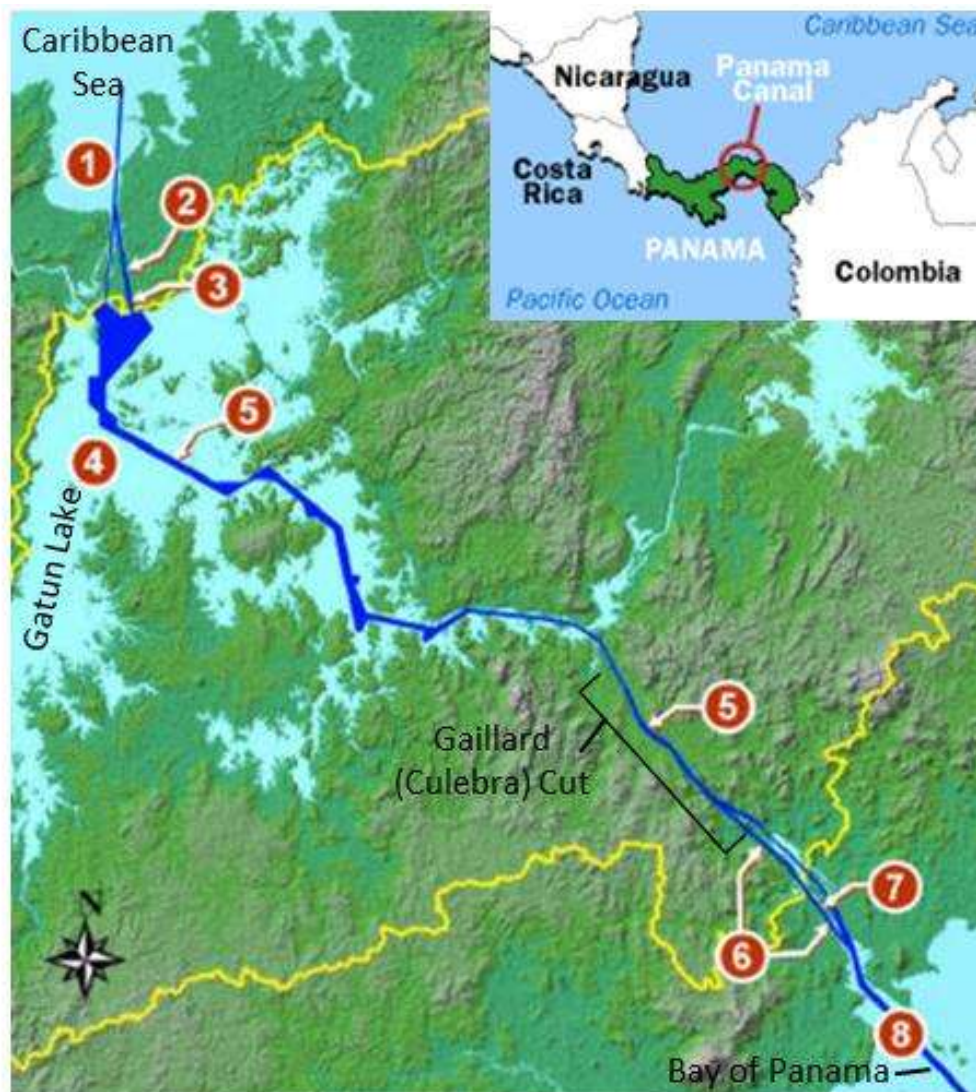 Caribbean
Sea
Caribbean Sea
Nicaragua
Panama
Canal
Costa
Rica
PANAMA
Colombia
Pacific Ocean
1
2
3
5
4
Gatun Lake
5
Gaillard
(Culebra) Cut
7
N
6
8
Bay of Panama